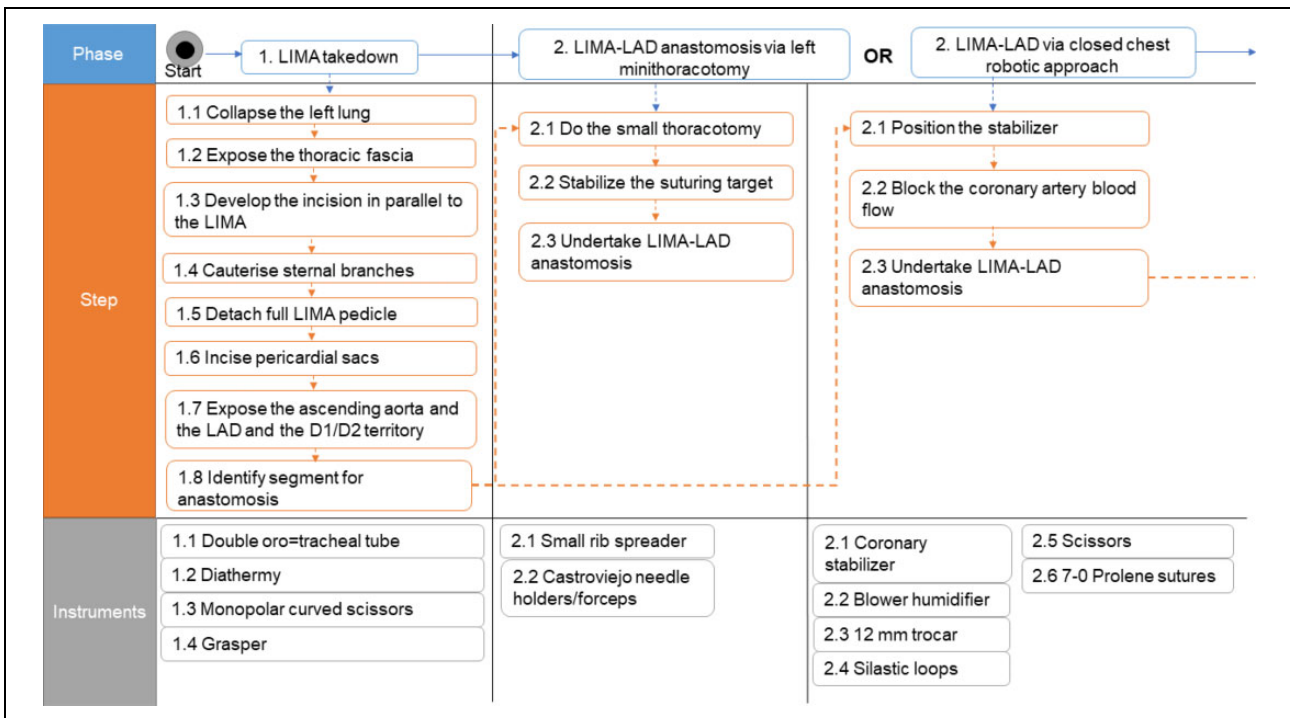 Phase
Start
1. LIMA takedown
2. LIMA-LAD anastomosis via left
minithoracotomy
OR
2. LIMA-LAD via closed chest
robotic approach
Step
1.1 Collapse the left lung
1.2 Expose the thoracic fascia
1.3 Develop the incision in parallel to
the LIMA
1.4 Cauterise sternal branches
1.5 Detach full LIMA pedicle
1.6 Incise pericardial sacs
1.7 Expose the ascending aorta and
the LAD and the D1/D2 territory
1.8 Identify segment for
anastomosis
2.1 Do the small thoracotomy
2.2 Stabilize the suturing target
2.3 Undertake LIMA-LAD
anastomosis
2.1 Position the stabilizer
2.2 Block the coronary artery blood
flow
2.3 Undertake LIMA-LAD
anastomosis
Instruments
1.1 Double oro=tracheal tube
1.2 Diathermy
1.3 Monopolar curved scissors
1.4 Grasper
2.1 Small rib spreader
2.2 Castroviejo needle
holders/forceps
2.1 Coronary
stabilizer
2.2 Blower humidifier
2.3 12 mm trocar
2.4 Silastic loops
2.5 Scissors
2.6 7-0 Prolene sutures